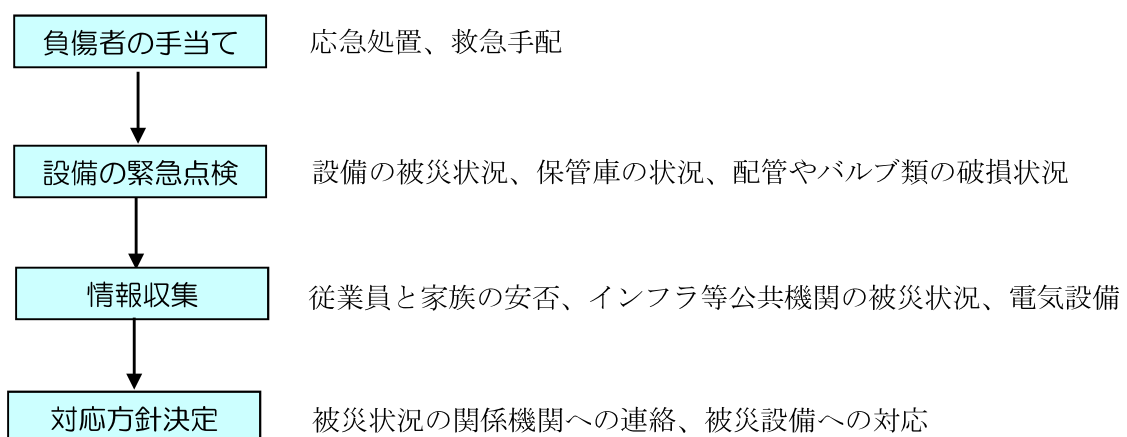 負傷者の手当て 応急処置、救急手配
設備の緊急点検 設備の被災状況、保管庫の状況、配管やバルブ類の破損状況
情報収集 従業員と家族の安否、インフラ等公共機関の被災状況、電気設備
対応方針決定 被災状況の関係機関への連絡、被災設備への対応